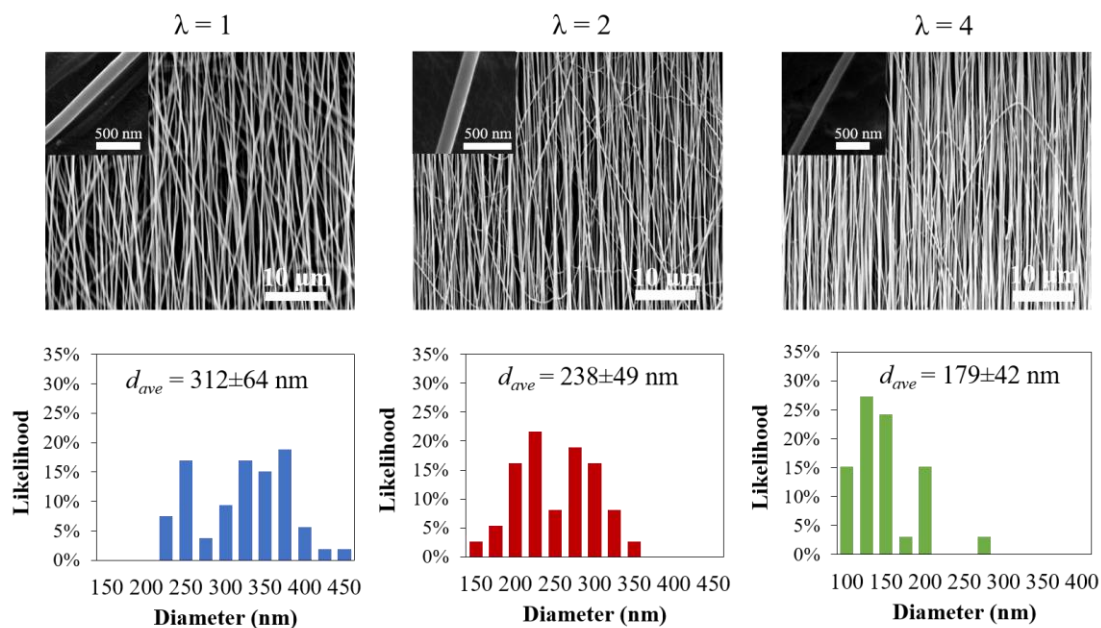 λ = 1
λ = 2
λ = 4
500 nm
500 nm
500 nm
10 μm
10 μm
10 μm
35%
30%
25%
20%
15%
10%
5%
0%
Likelihood
d_ave = 312±64 nm
150 200 250 300 350 400 450
Diameter (nm)
35%
30%
25%
20%
15%
10%
5%
0%
Likelihood
d_ave = 238±49 nm
150 200 250 300 350 400 450
Diameter (nm)
35%
30%
25%
20%
15%
10%
5%
0%
Likelihood
d_ave = 179±42 nm
100 150 200 250 300 350 400
Diameter (nm)